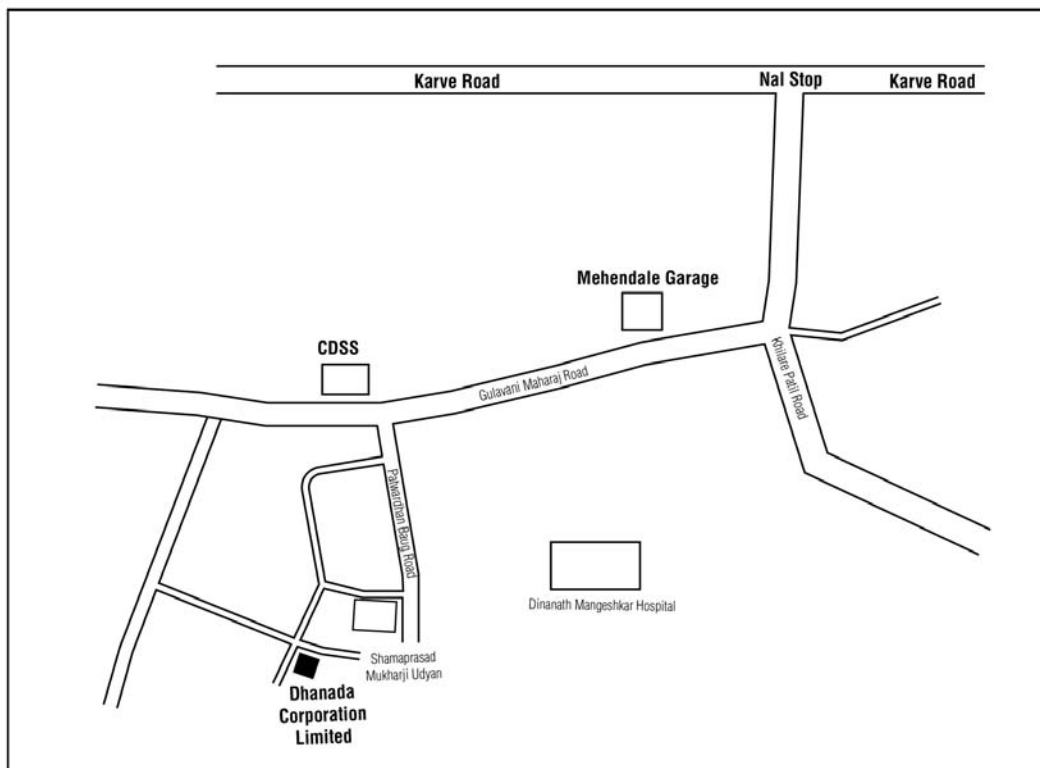 Karve Road
Nal Stop
Karve Road
Mehendale Garage
CDSS
Gulavani Maharaj Road
Khilare Patil Road
Patwardhan Baug Road
Dinanath Mangeshkar Hospital
Shamaprasad
Mukharji Udyan
Dhanada
Corporation
Limited